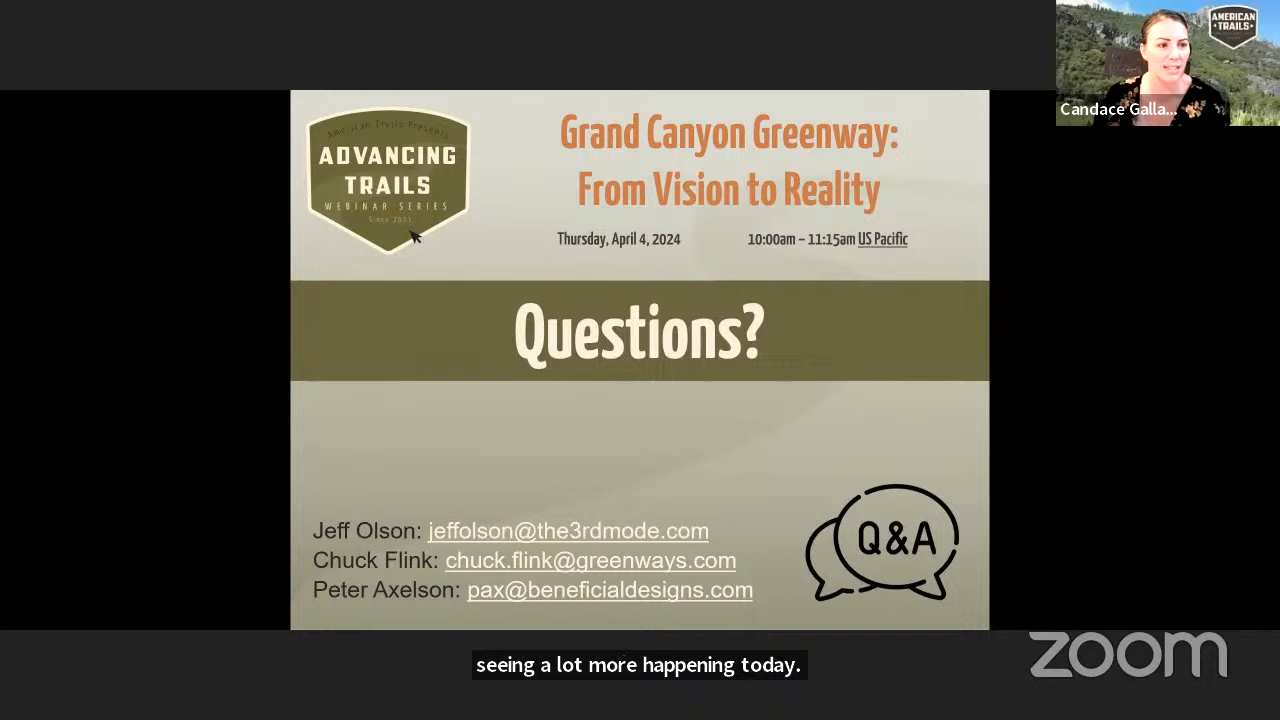 AMERICAN
TRAILS
Candace Galla...
American Trails Presents
ADVANCING
TRAILS
WEBINAR SERIES
Grand Canyon Greenway:
From Vision to Reality
Thursday, April 4, 2024 10:00am – 11:15am US Pacific
Questions?
Jeff Olson: jeffolson@the3rdmode.com
Chuck Flink: chuck.flink@greenways.com
Peter Axelson: pax@beneficialdesigns.com
Q&A
seeing a lot more happening today.
zoom